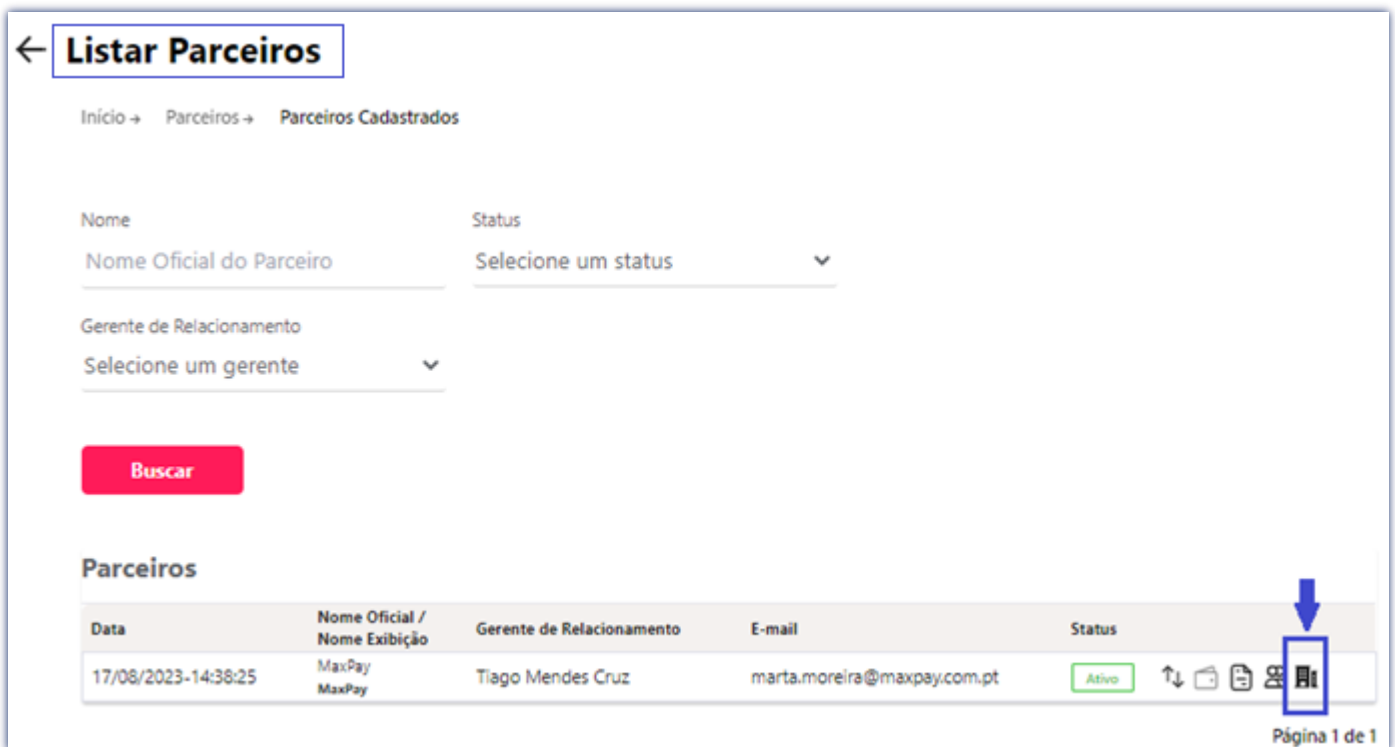 Listar Parceiros
Início → Parceiros → Parceiros Cadastrados
Nome Status
Nome Oficial do Parceiro Selecione um status
Gerente de Relacionamento
Selecione um gerente
Buscar
Parceiros
Data Nome Oficial / Nome Exibição Gerente de Relacionamento E-mail Status
17/08/2023-14:38:25 MaxPay MaxPay Tiago Mendes Cruz marta.moreira@maxpay.com.pt Ativo
Página 1 de 1